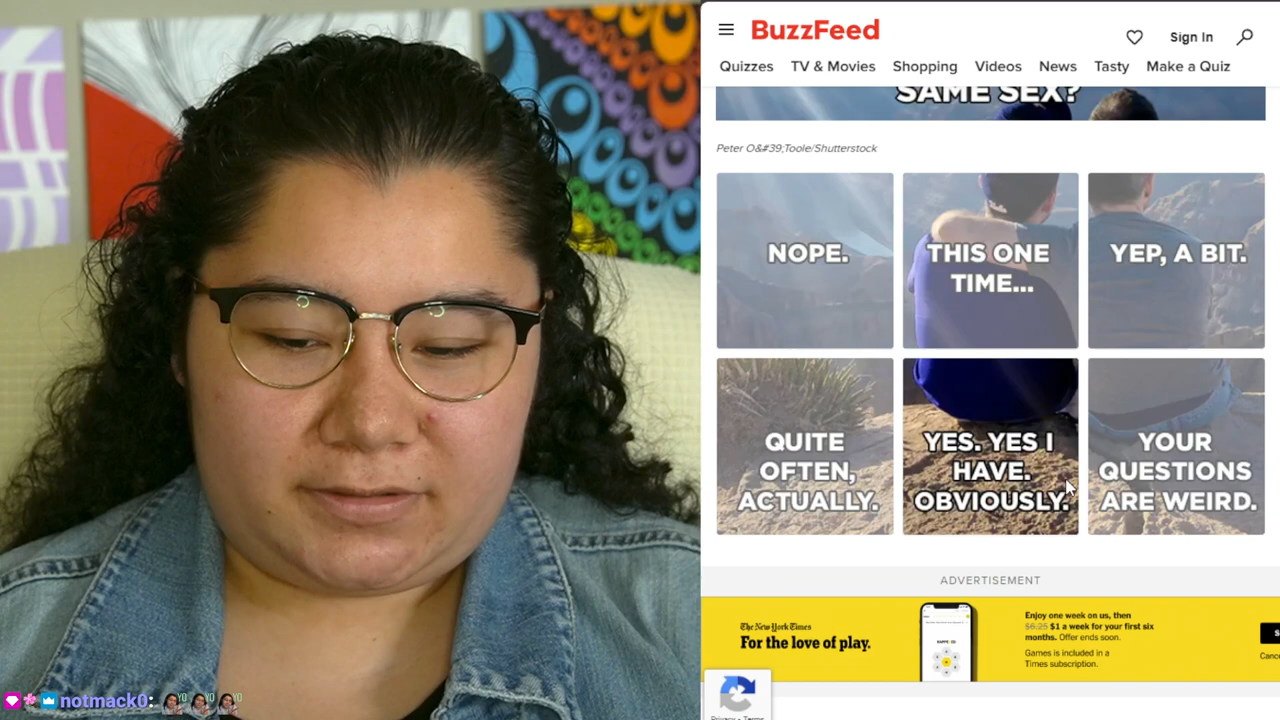 BuzzFeed
Sign In
Quizzes TV & Movies Shopping Videos News Tasty Make a Quiz
SAME SEX?
Peter O&#39;Toole/Shutterstock
NOPE.
THIS ONE
TIME...
YEP, A BIT.
QUITE
OFTEN,
ACTUALLY.
YES. YES I
HAVE.
OBVIOUSLY.
YOUR
QUESTIONS
ARE WEIRD.
ADVERTISEMENT
The New York Times
For the love of play.
Enjoy one week on us, then
$6.25 $1 a week for your first six
months. Offer ends soon.
Games is included in a
Times subscription.
notmack0:
YO YO YO